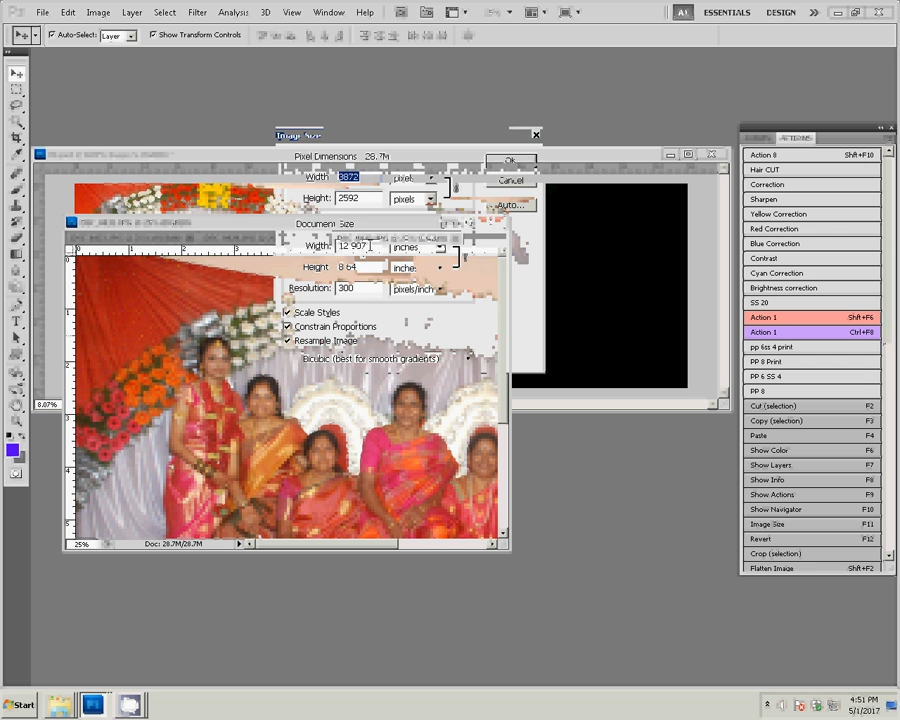 File Edit Image Layer Select Filter Analysis 3D View Window Help
ESSENTIALS DESIGN
Auto-Select: Layer Show Transform Controls
Image Size
Pixel Dimensions 28.7M
Width 3872 pixels
Height: 2592 pixels
OK
Cancel
Auto...
Document Size
Width: 12 907 inches
Height 8 64 inches
Resolution: 300 pixels/inch
Scale Styles
Constrain Proportions
Resample Image
Bicubic (best for smooth gradients)
8.07%
25% Doc: 28.7M/28.7M
Action 8 Shft+F10
Hair CUT
Correction
Sharpen
Yellow Correction
Red Correction
Blue Correction
Contrast
Cyan Correction
Brightness correction
SS 20
Action 1 Shft+F6
Action 1 Ctrl+F8
pp 6ss 4 print
PP 8 Print
PP 6 SS 4
PP 8
Cut (selection) F2
Copy (selection) F3
Paste F4
Show Color F6
Show Layers F7
Show Info F8
Show Actions F9
Show Navigator F10
Image Size F11
Revert F12
Crop (selection)
Flatten Image Shft+F2
Start
4:51 PM
5/1/2017